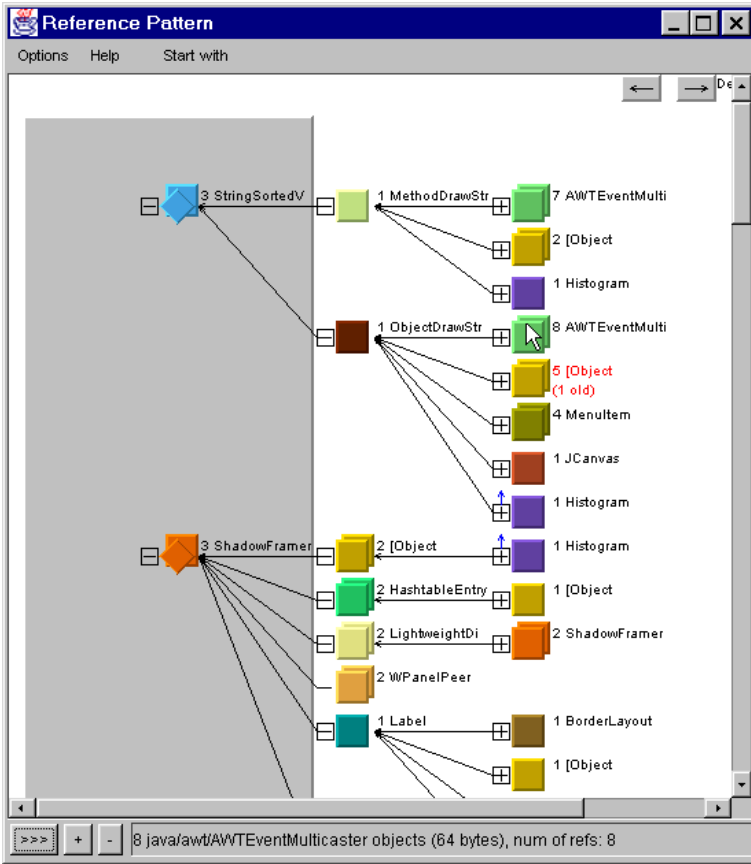 Reference Pattern
Options Help Start with
← → De
3 StringSortedV 1 MethodDrawStr 7 AWTEventMulti
2 [Object
1 Histogram
1 ObjectDrawStr 8 AWTEventMulti
5 [Object
(1 old)
4 MenuItem
1 JCanvas
1 Histogram
3 ShadowFramer 2 [Object 1 Histogram
2 HashtableEntry 1 [Object
2 LightweightDi 2 ShadowFramer
2 WPanelPeer
1 Label 1 BorderLayout
1 [Object
>>> + - 8 java/awt/AWTEventMulticaster objects (64 bytes), num of refs: 8